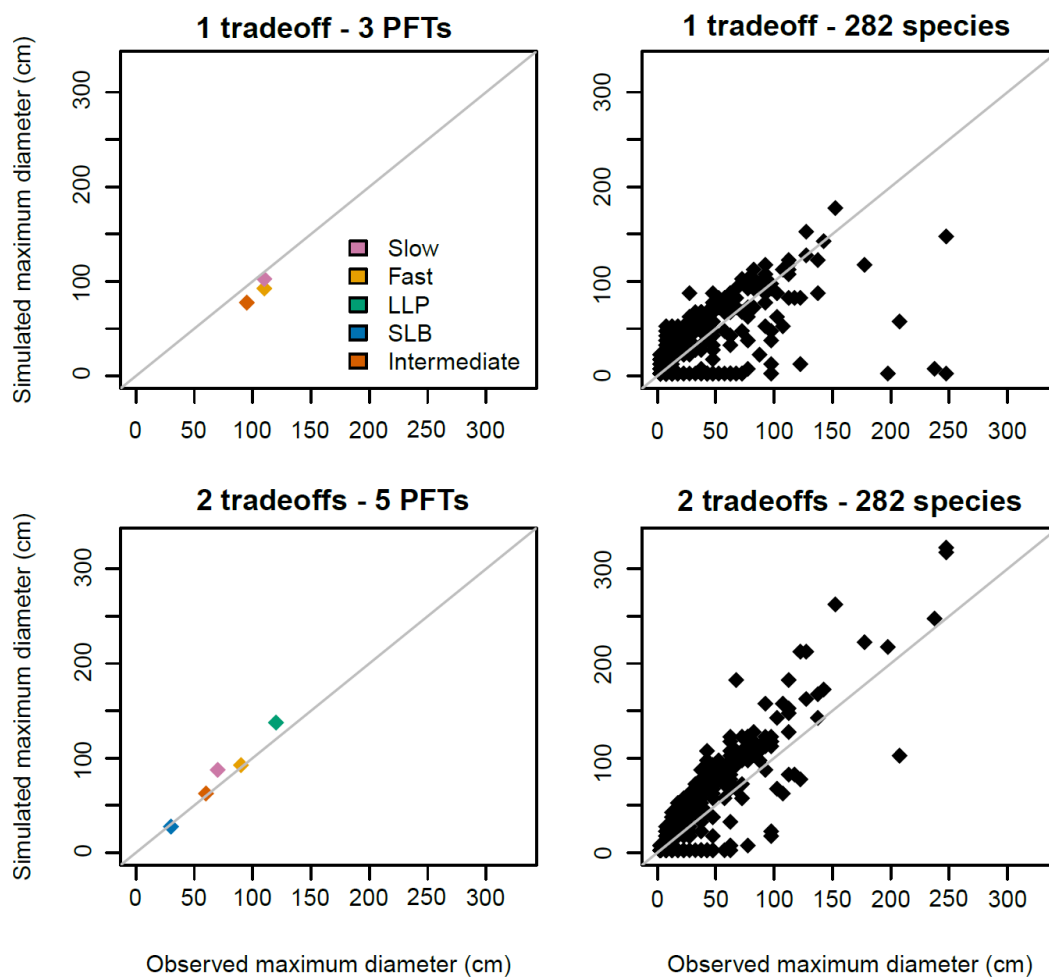 1 tradeoff - 3 PFTs
Simulated maximum diameter (cm)
300
200
100
0
0 50 100 150 200 250 300
Slow
Fast
LLP
SLB
Intermediate
1 tradeoff - 282 species
300
200
100
0
0 50 100 150 200 250 300
2 tradeoffs - 5 PFTs
Simulated maximum diameter (cm)
300
200
100
0
0 50 100 150 200 250 300
Observed maximum diameter (cm)
2 tradeoffs - 282 species
300
200
100
0
0 50 100 150 200 250 300
Observed maximum diameter (cm)